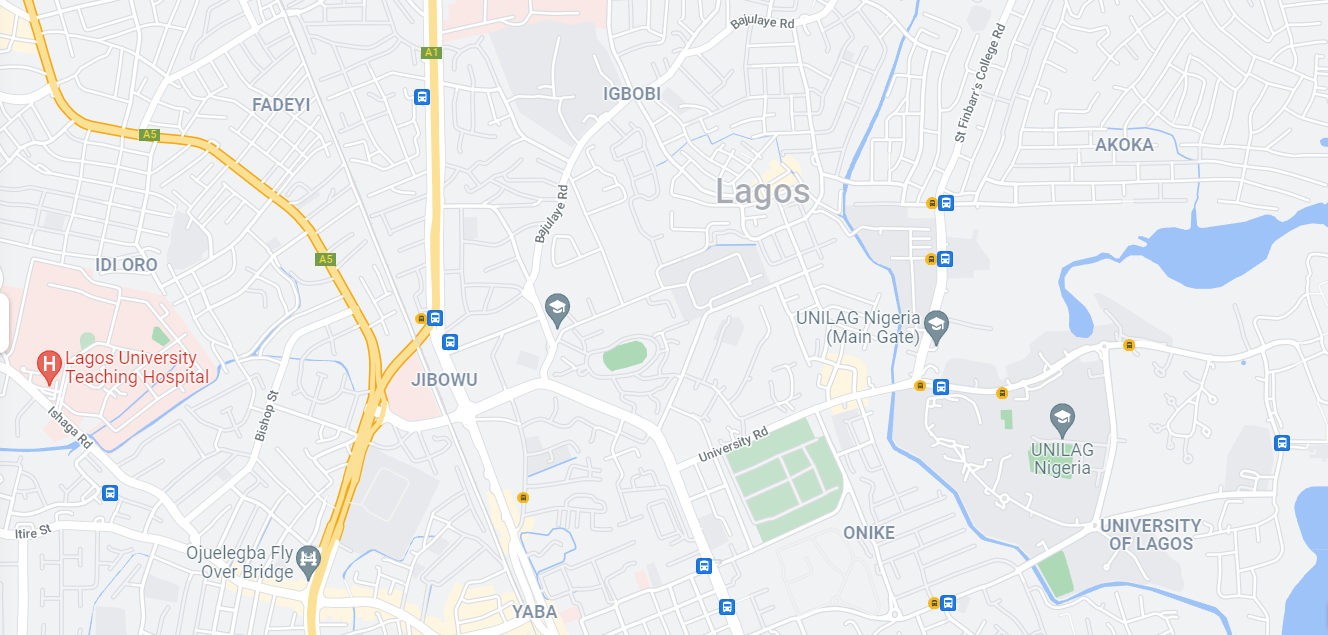 Bajulaye Rd
A1
St Finbarr's College Rd
IGBOBI
FADEYI
A5
AKOKA
Lagos
Bajulaye Rd
A5
IDI ORO
UNILAG Nigeria
(Main Gate)
H
Lagos University
Teaching Hospital
JIBOWU
Bishop St
Ishaga Rd
University Rd
UNILAG
Nigeria
Itire St
ONIKE
UNIVERSITY
OF LAGOS
Ojuelegba Fly
Over Bridge
YABA